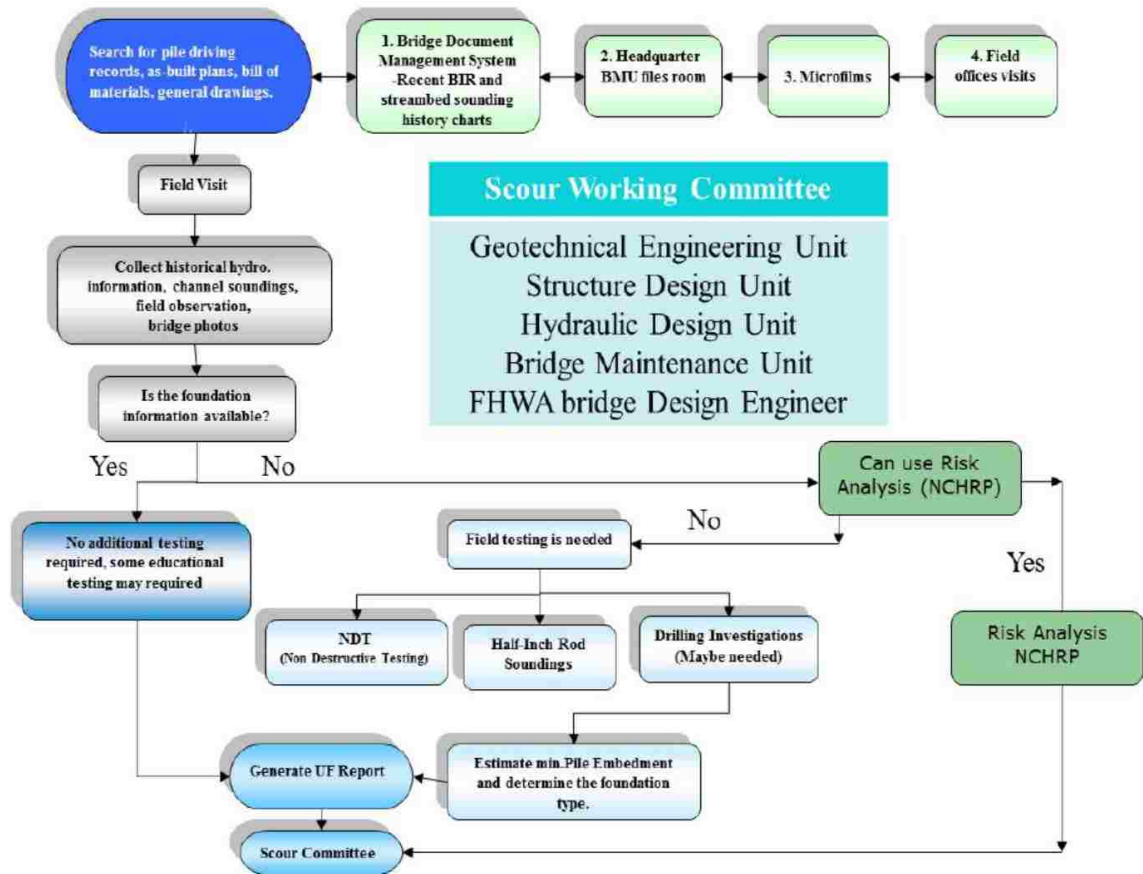 Search for pile driving
records, as-built plans, bill of
materials, general drawings.
1. Bridge Document
Management System
-Recent BIR and
streambed sounding
history charts
2. Headquarter
BMU files room
3. Microfilms
4. Field
offices visits
Field Visit
Scour Working Committee
Geotechnical Engineering Unit
Structure Design Unit
Hydraulic Design Unit
Bridge Maintenance Unit
FHWA bridge Design Engineer
Collect historical hydro.
information, channel soundings,
field observation,
bridge photos
Is the foundation
information available?
Yes
No
Can use Risk
Analysis (NCHRP)
No additional testing
required, some educational
testing may required
Field testing is needed
No
Yes
NDT
(Non Destructive Testing)
Half-Inch Rod
Soundings
Drilling Investigations
(Maybe needed)
Risk Analysis
NCHRP
Generate UF Report
Estimate min.Pile Embedment
and determine the foundation
type.
Scour Committee